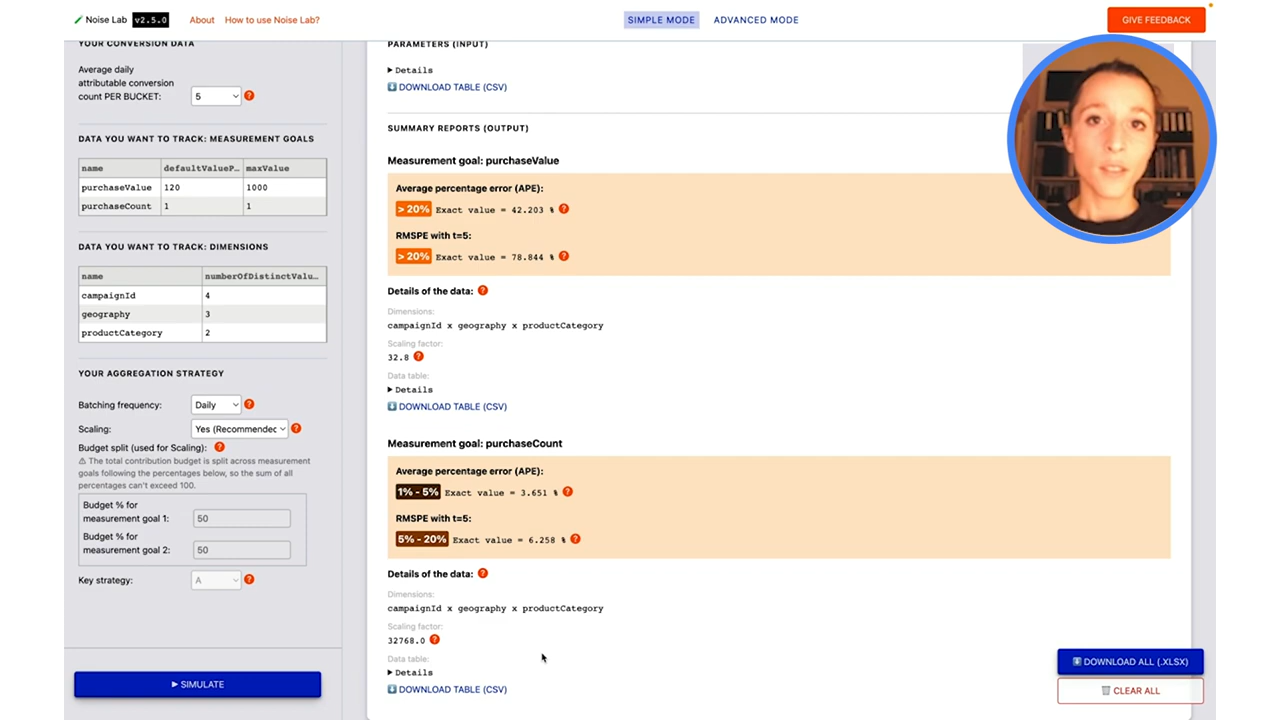 Noise Lab v2.5.0
About
How to use Noise Lab?
SIMPLE MODE
ADVANCED MODE
GIVE FEEDBACK
YOUR CONVERSION DATA
Average daily
attributable conversion
count PER BUCKET:
5
?
DATA YOU WANT TO TRACK: MEASUREMENT GOALS
name defaultValueP… maxValue
purchaseValue 120 1000
purchaseCount 1 1
DATA YOU WANT TO TRACK: DIMENSIONS
name numberOfDistinctValu…
campaignId 4
geography 3
productCategory 2
YOUR AGGREGATION STRATEGY
Batching frequency: Daily ?
Scaling: Yes (Recommended ?
Budget split (used for Scaling): ?
⚠ The total contribution budget is split across measurement
goals following the percentages below, so the sum of all
percentages can't exceed 100.
Budget % for
measurement goal 1: 50
Budget % for
measurement goal 2: 50
Key strategy: A ?
▶ SIMULATE
PARAMETERS (INPUT)
▶ Details
DOWNLOAD TABLE (CSV)
SUMMARY REPORTS (OUTPUT)
Measurement goal: purchaseValue
Average percentage error (APE):
> 20% Exact value = 42.203 % ?
RMSPE with t=5:
> 20% Exact value = 78.844 % ?
Details of the data: ?
Dimensions:
campaignId x geography x productCategory
Scaling factor:
32.8 ?
Data table:
▶ Details
DOWNLOAD TABLE (CSV)
Measurement goal: purchaseCount
Average percentage error (APE):
1% - 5% Exact value = 3.651 % ?
RMSPE with t=5:
5% - 20% Exact value = 6.258 % ?
Details of the data: ?
Dimensions:
campaignId x geography x productCategory
Scaling factor:
32768.0 ?
Data table:
▶ Details
DOWNLOAD TABLE (CSV)
DOWNLOAD ALL (.XLSX)
CLEAR ALL